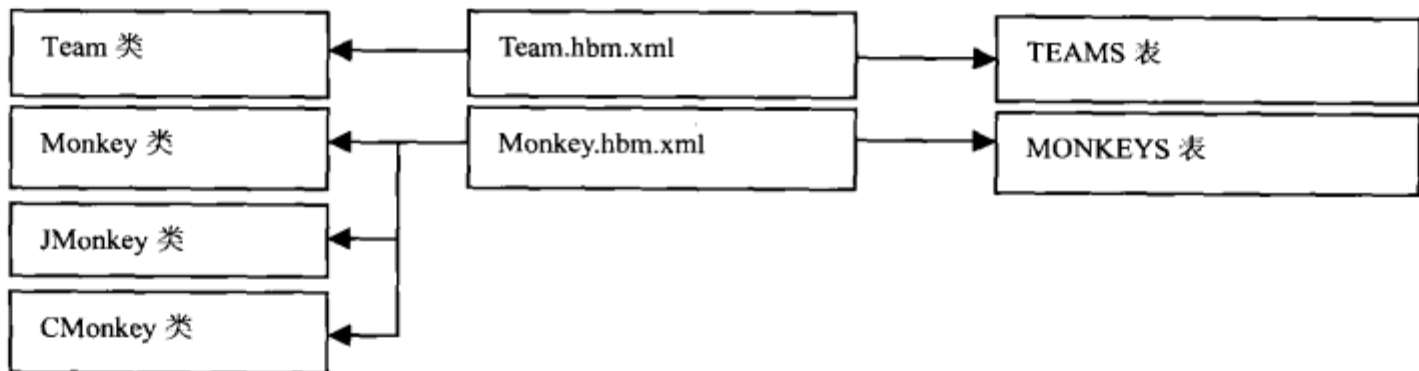 Team 类
Team.hbm.xml
TEAMS 表
Monkey 类
Monkey.hbm.xml
MONKEYS 表
JMonkey 类
CMonkey 类